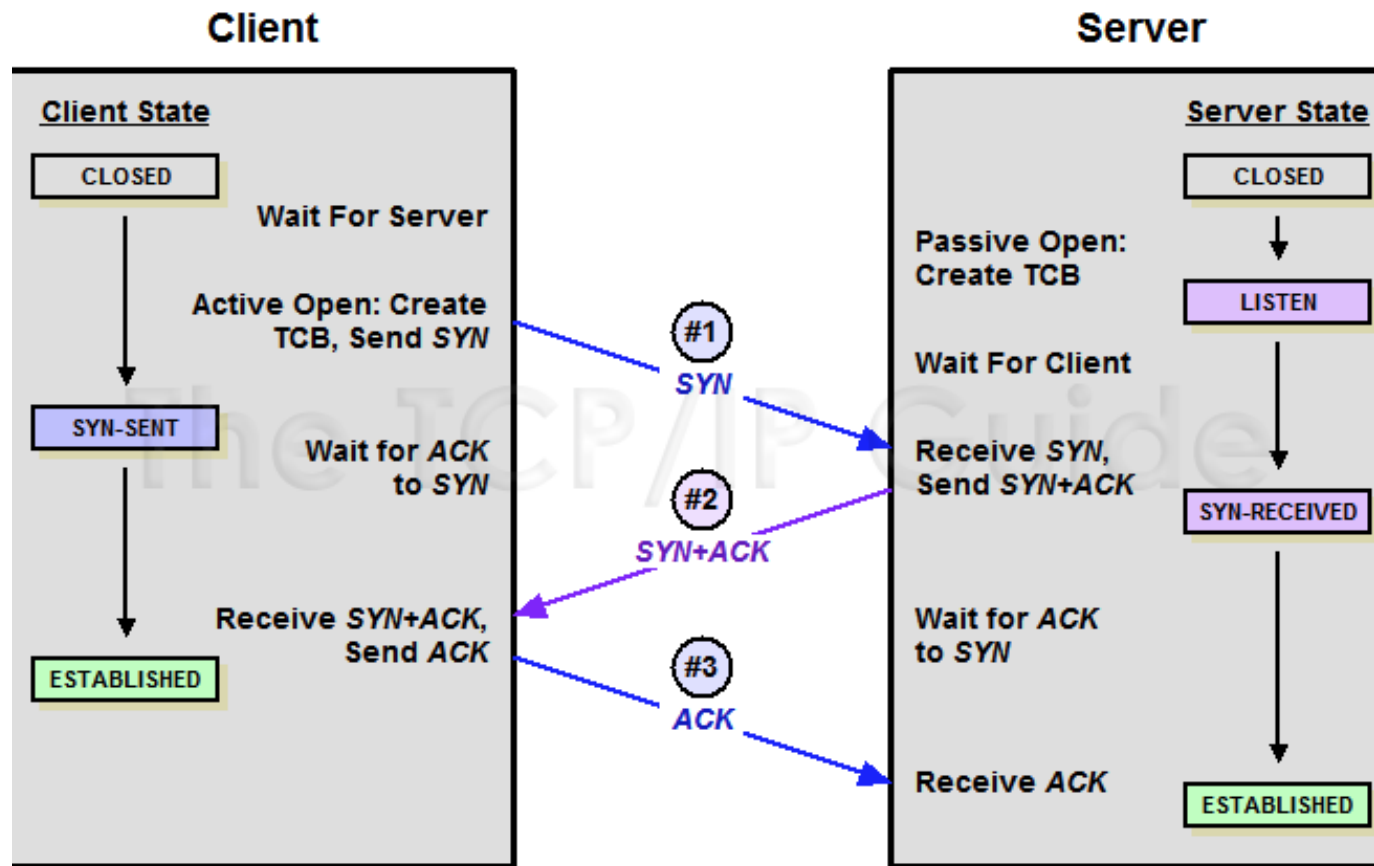 Client
Server
Client State
CLOSED
Wait For Server
Active Open: Create
TCB, Send SYN
SYN-SENT
Wait for ACK
to SYN
Receive SYN+ACK,
Send ACK
ESTABLISHED
#1
SYN
#2
SYN+ACK
#3
ACK
Server State
CLOSED
Passive Open:
Create TCB
LISTEN
Wait For Client
Receive SYN,
Send SYN+ACK
SYN-RECEIVED
Wait for ACK
to SYN
Receive ACK
ESTABLISHED
The TCP/IP Guide